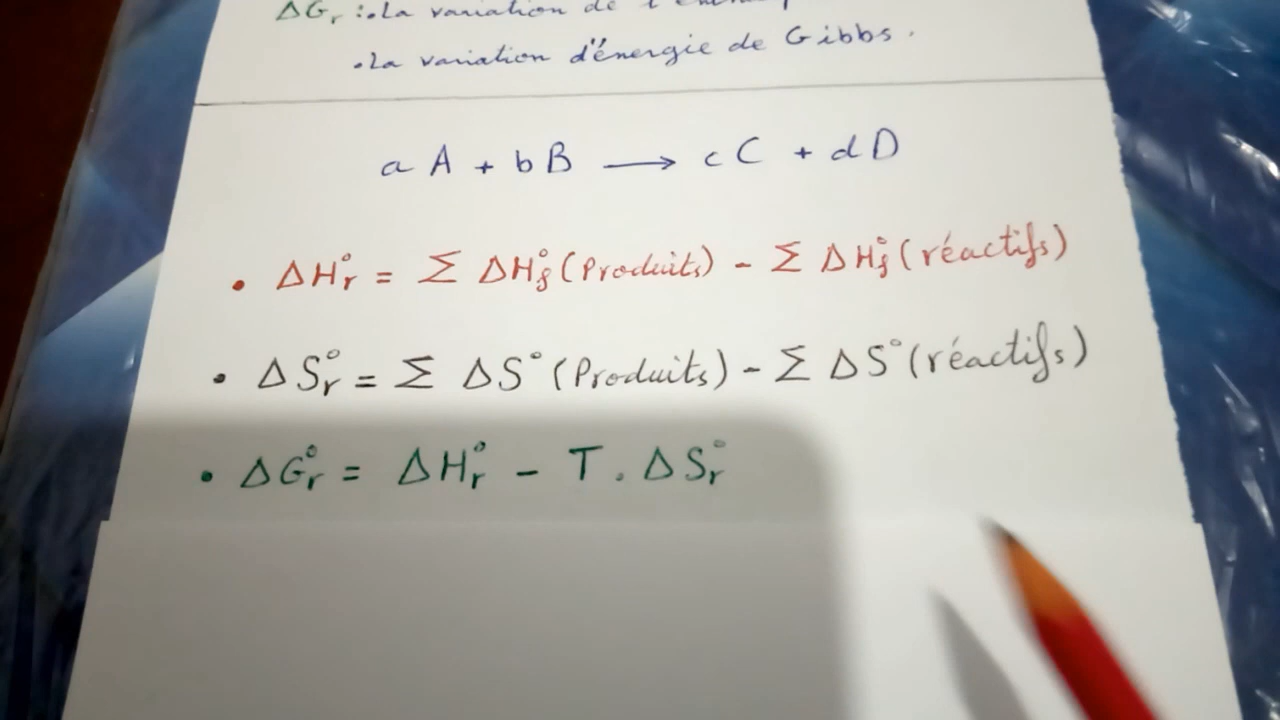 ΔGr : . La variation de l'
. La variation d'énergie de Gibbs .
a A + b B ⟶ c C + d D
• ΔH°r = Σ ΔH°f (Produits) - Σ ΔH°f (réactifs)
• ΔS°r = Σ ΔS° (Produits) - Σ ΔS° (réactifs)
• ΔG°r = ΔH°r - T . ΔS°r